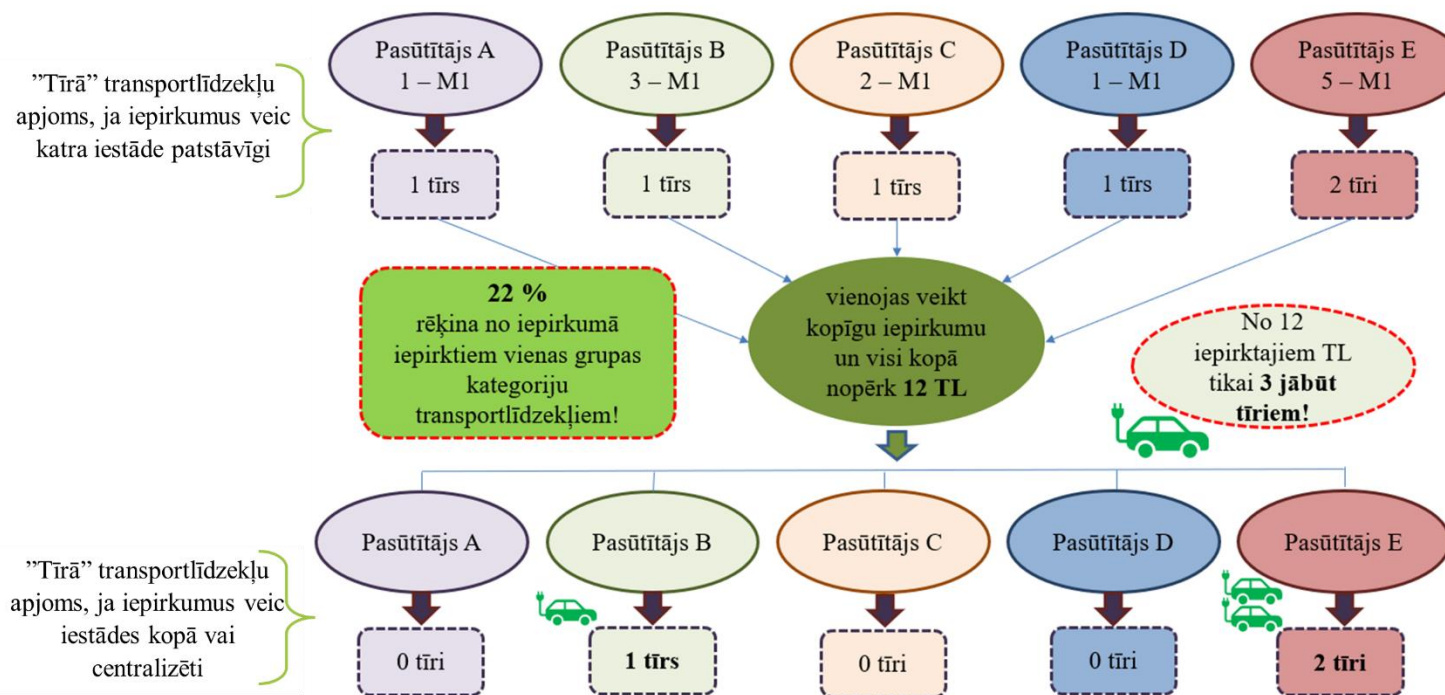 Pasūtītājs A
1 – M1
Pasūtītājs B
3 – M1
Pasūtītājs C
2 – M1
Pasūtītājs D
1 – M1
Pasūtītājs E
5 – M1
”Tīrā” transportlīdzekļu
apjoms, ja iepirkumus veic
katra iestāde patstāvīgi
1 tīrs
1 tīrs
1 tīrs
1 tīrs
2 tīri
22 %
rēķina no iepirkumā
iepirktiem vienas grupas
kategoriju
transportlīdzekļiem!
vienojas veikt
kopīgu iepirkumu
un visi kopā
nopērk 12 TL
No 12
iepirktajiem TL
tikai 3 jābūt
tīriem!
Pasūtītājs A
Pasūtītājs B
Pasūtītājs C
Pasūtītājs D
Pasūtītājs E
”Tīrā” transportlīdzekļu
apjoms, ja iepirkumus veic
iestādes kopā vai
centralizēti
0 tīri
1 tīrs
0 tīri
0 tīri
2 tīri